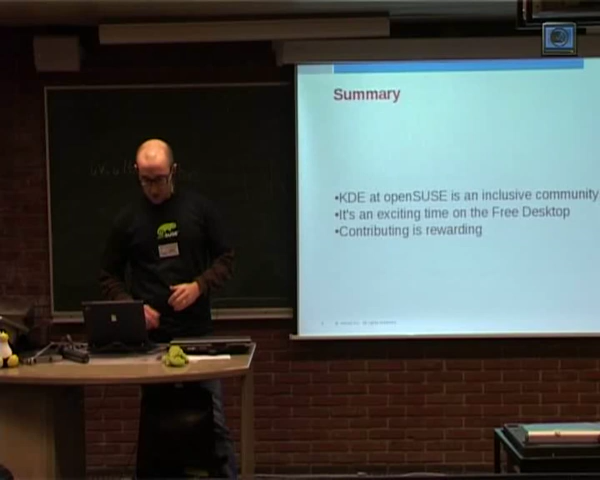 Summary
•KDE at openSUSE is an inclusive community
•It's an exciting time on the Free Desktop
•Contributing is rewarding